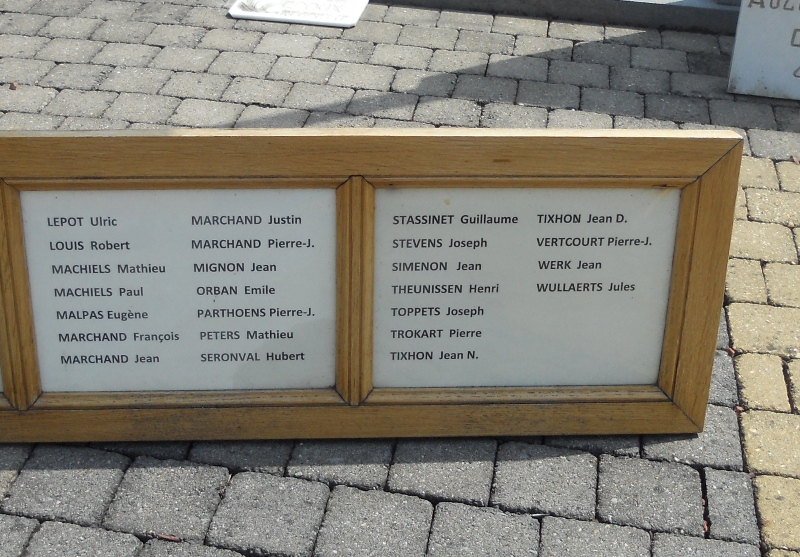 LEPOT Ulric
LOUIS Robert
MACHIELS Mathieu
MACHIELS Paul
MALPAS Eugène
MARCHAND François
MARCHAND Jean
MARCHAND Justin
MARCHAND Pierre-J.
MIGNON Jean
ORBAN Emile
PARTHOENS Pierre-J.
PETERS Mathieu
SERONVAL Hubert
STASSINET Guillaume
STEVENS Joseph
SIMENON Jean
THEUNISSEN Henri
TOPPETS Joseph
TROKART Pierre
TIXHON Jean N.
TIXHON Jean D.
VERTCOURT Pierre-J.
WERK Jean
WULLAERTS Jules